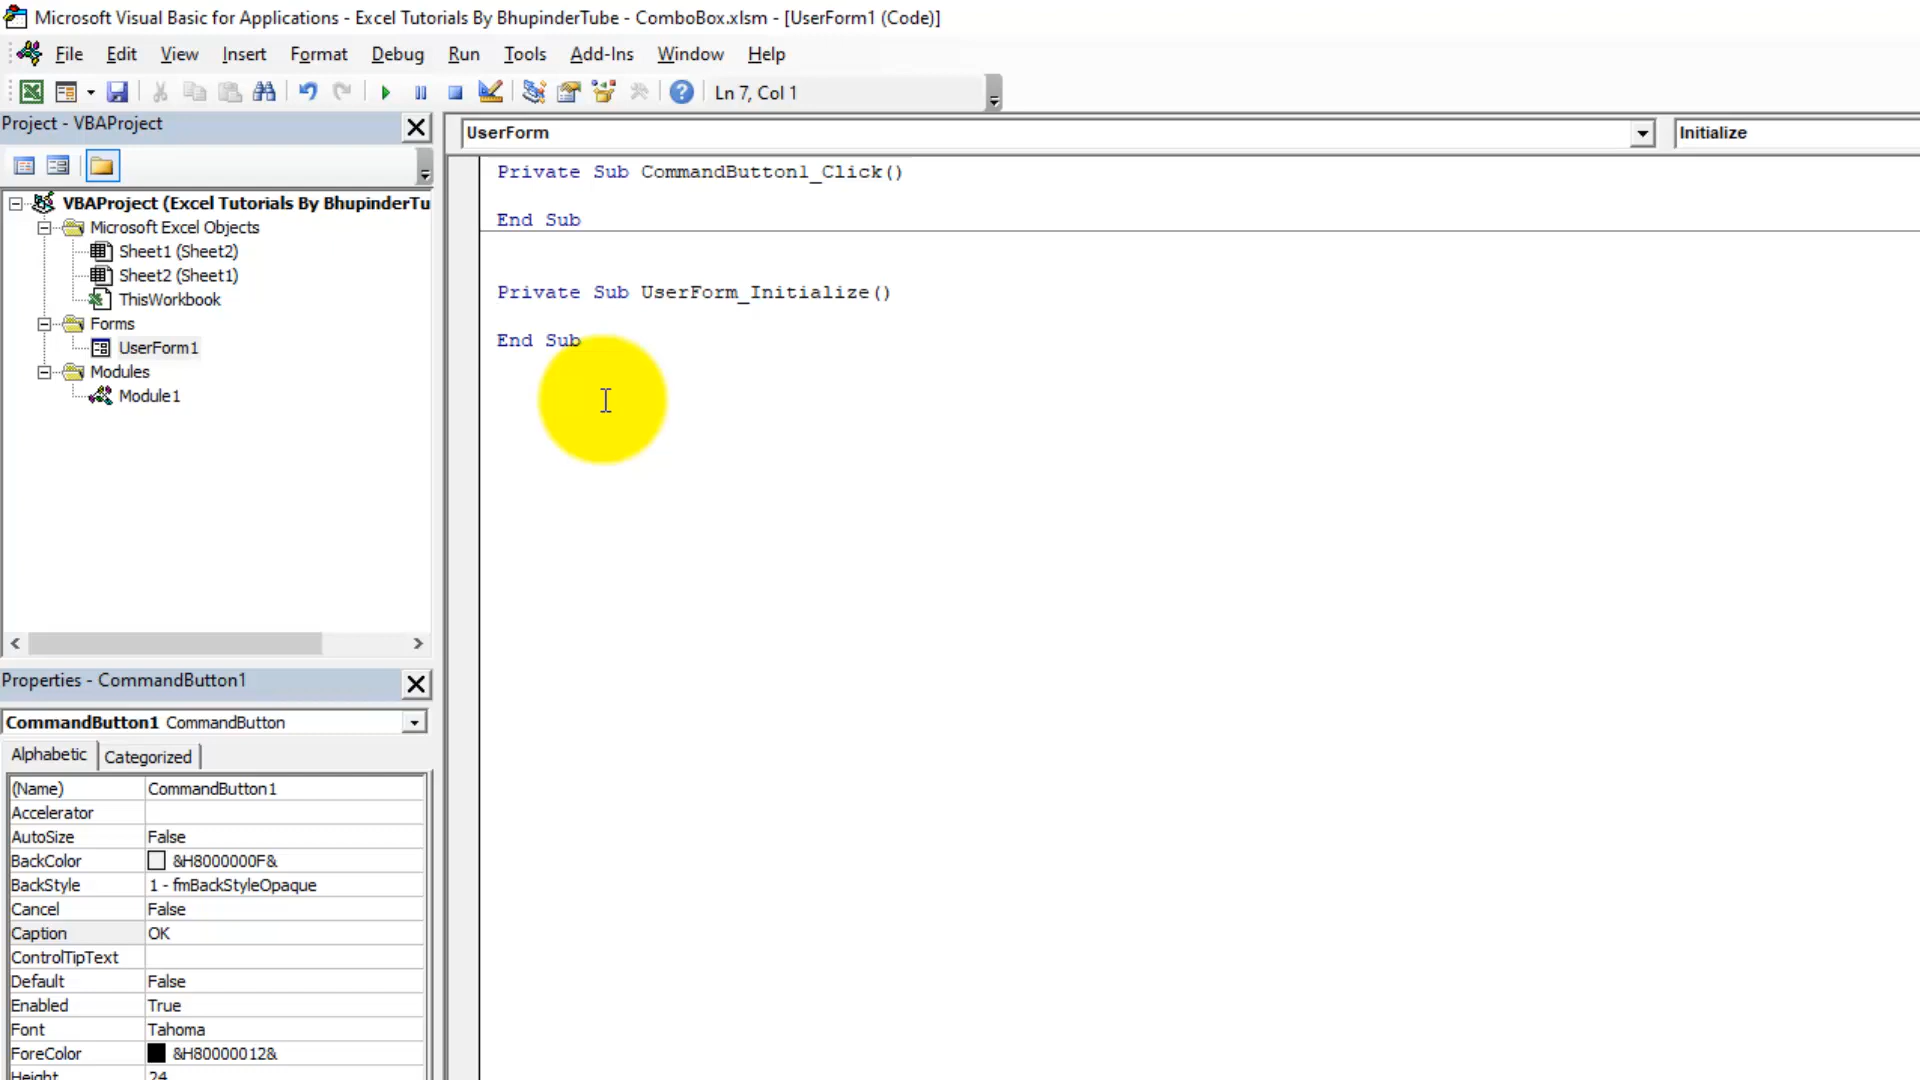 Microsoft Visual Basic for Applications - Excel Tutorials By BhupinderTube - ComboBox.xlsm - [UserForm1 (Code)]
File Edit View Insert Format Debug Run Tools Add-Ins Window Help
Ln 7, Col 1
Project - VBAProject
UserForm
Initialize
VBAProject (Excel Tutorials By BhupinderTu
Microsoft Excel Objects
Sheet1 (Sheet2)
Sheet2 (Sheet1)
ThisWorkbook
Forms
UserForm1
Modules
Module1
Private Sub CommandButton1_Click()
End Sub
Private Sub UserForm_Initialize()
End Sub
Properties - CommandButton1
CommandButton1 CommandButton
Alphabetic Categorized
(Name) CommandButton1
Accelerator
AutoSize False
BackColor &H8000000F&
BackStyle 1 - fmBackStyleOpaque
Cancel False
Caption OK
ControlTipText
Default False
Enabled True
Font Tahoma
ForeColor &H80000012&
Height 24